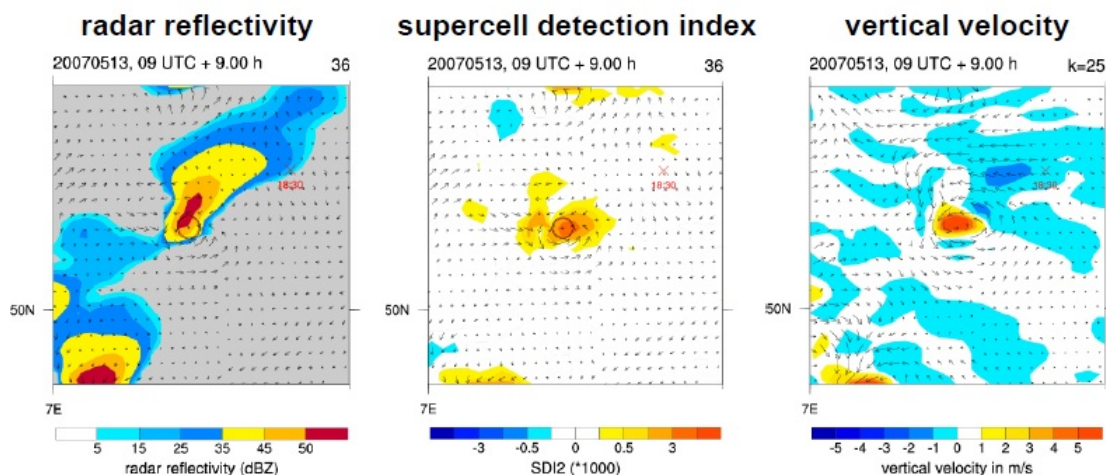 radar reflectivity
20070513, 09 UTC + 9.00 h 36
18:30
50N
7E
5 15 25 35 40 50
radar reflectivity (dBZ)
supercell detection index
20070513, 09 UTC + 9.00 h 36
18:30
50N
7E
-3 -0.5 0 0.5 3
SDI2 (*1000)
vertical velocity
20070513, 09 UTC + 9.00 h k=25
18:30
50N
7E
-5 -4 -3 -2 -1 0 1 2 3 4 5
vertical velocity in m/s